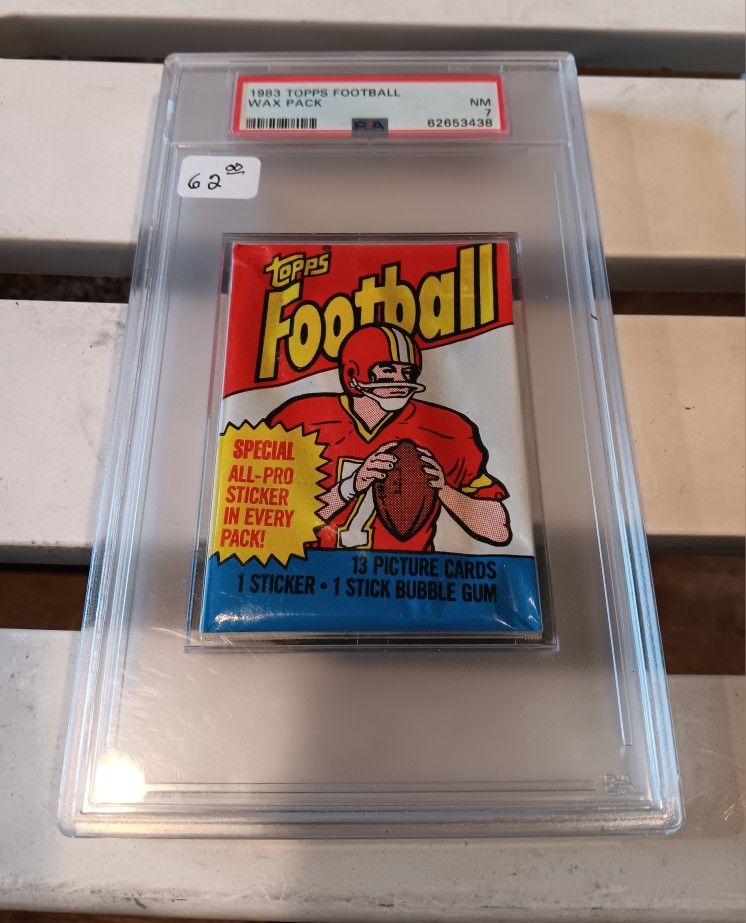 1983 TOPPS FOOTBALL
WAX PACK NM
7
PSA 62653438
62.00
TOPPS®
Football
SPECIAL
ALL-PRO
STICKER
IN EVERY
PACK!
13 PICTURE CARDS
1 STICKER • 1 STICK BUBBLE GUM